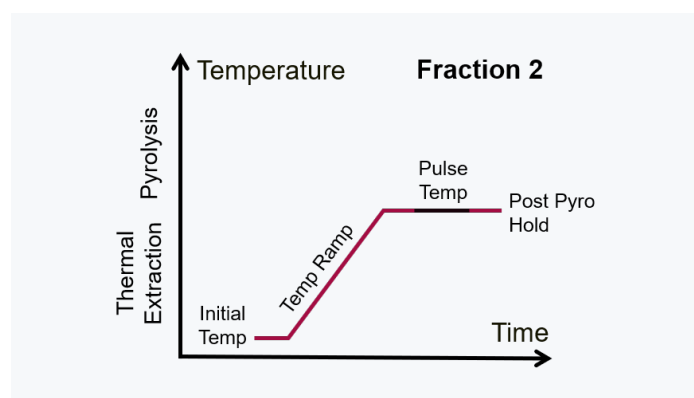 Temperature
Fraction 2
Pyrolysis
Thermal
Extraction
Pulse
Temp
Post Pyro
Hold
Temp Ramp
Initial
Temp
Time